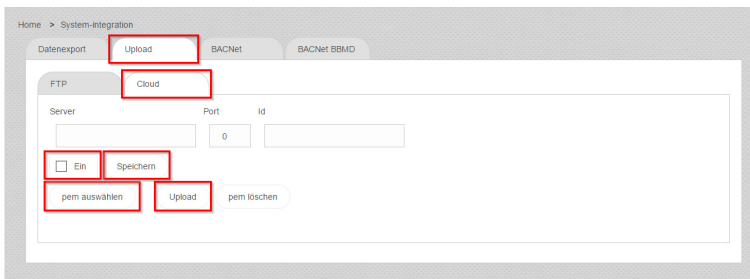 Home > System-integration
Datenexport Upload BACNet BACNet BBMD
FTP Cloud
Server Port Id
0
Ein Speichern
pem auswählen Upload pem löschen